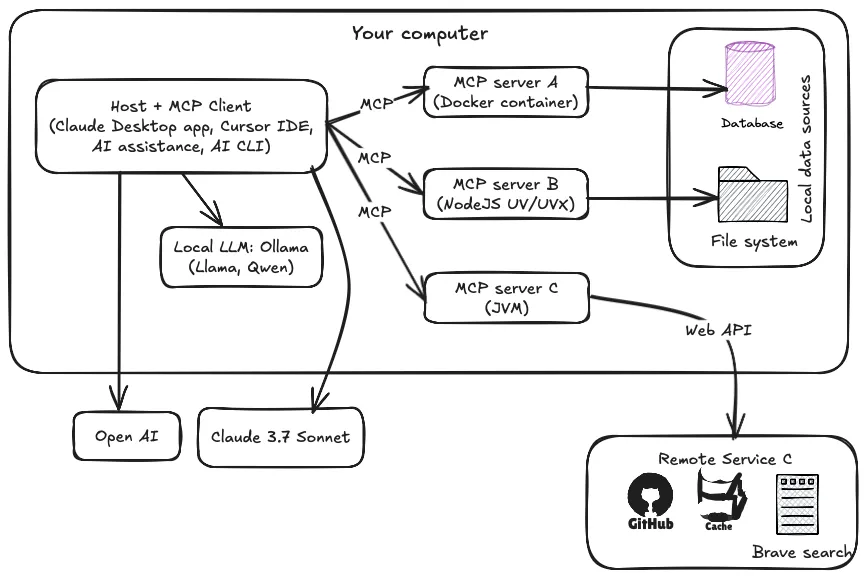 Your computer
Host + MCP Client
(Claude Desktop app, Cursor IDE,
AI assistance, AI CLI)
MCP
MCP
MCP
MCP server A
(Docker container)
MCP server B
(NodeJS UV/UVX)
MCP server C
(JVM)
Database
File system
Local data sources
Local LLM: Ollama
(Llama, Qwen)
Web API
Open AI
Claude 3.7 Sonnet
Remote Service C
GitHub
Cache
Brave search